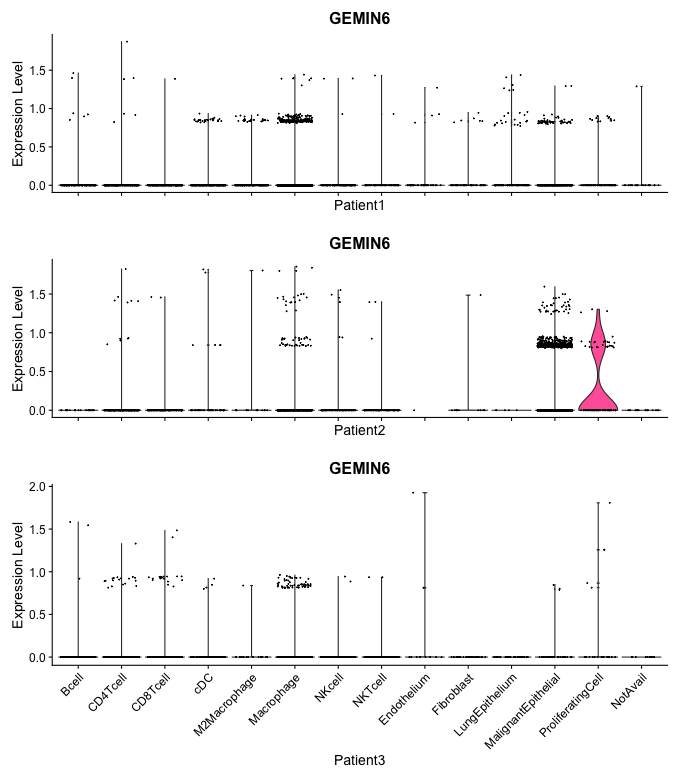 GEMIN6
Expression Level
1.5
1.0
0.5
0.0
Patient1
GEMIN6
Expression Level
1.5
1.0
0.5
0.0
Patient2
GEMIN6
Expression Level
2.0
1.5
1.0
0.5
0.0
Bcell
CD4Tcell
CD8Tcell
cDC
M2Macrophage
Macrophage
NKcell
NKTcell
Endothelium
Fibroblast
LungEpithelium
MalignantEpithelial
ProliferatingCell
NotAvail
Patient3